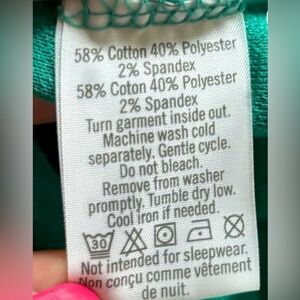 58% Cotton 40% Polyester
2% Spandex
58% Coton 40% Polyester
2% Spandex
Turn garment inside out.
Machine wash cold
separately. Gentle cycle.
Do not bleach.
Remove from washer
promptly. Tumble dry low.
Cool iron if needed.
30
Not intended for sleepwear.
Non conçu comme vêtement
de nuit.